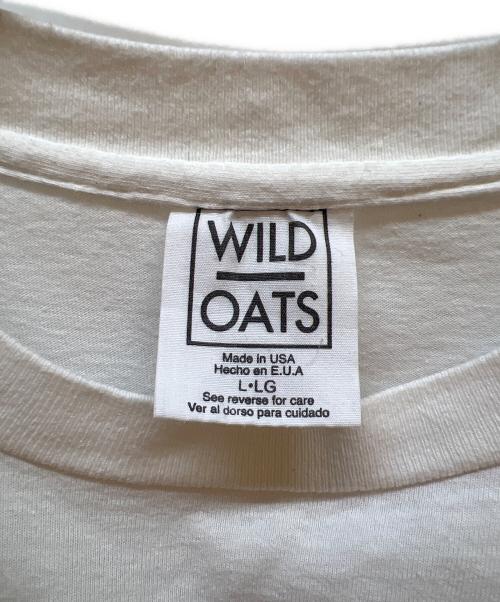 WILD
OATS
Made in USA
Hecho en E.U.A
L•LG
See reverse for care
Ver al dorso para cuidado